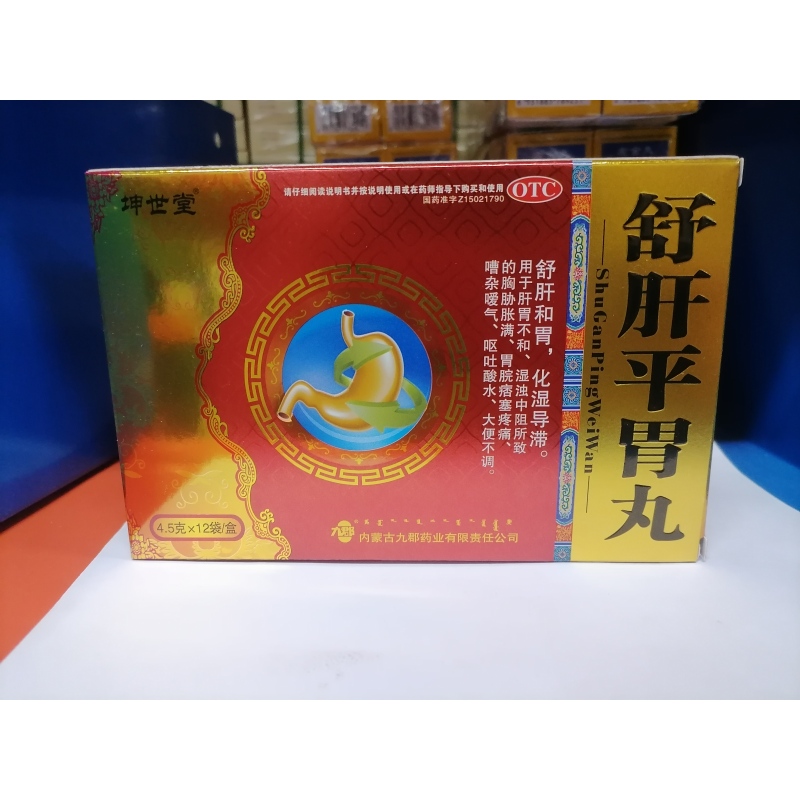 坤世堂®
请仔细阅读说明书并按说明使用或在药师指导下购买和使用
国药准字Z15021790
OTC
舒肝和胃，化湿导滞。
用于肝胃不和、湿浊中阻所致
的胸胁胀满、胃脘痞塞疼痛、
嘈杂嗳气、呕吐酸水、大便不调。
舒肝平胃丸
ShuGanPingWeiWan
4.5克×12袋/盒
九郡
内蒙古九郡药业有限责任公司